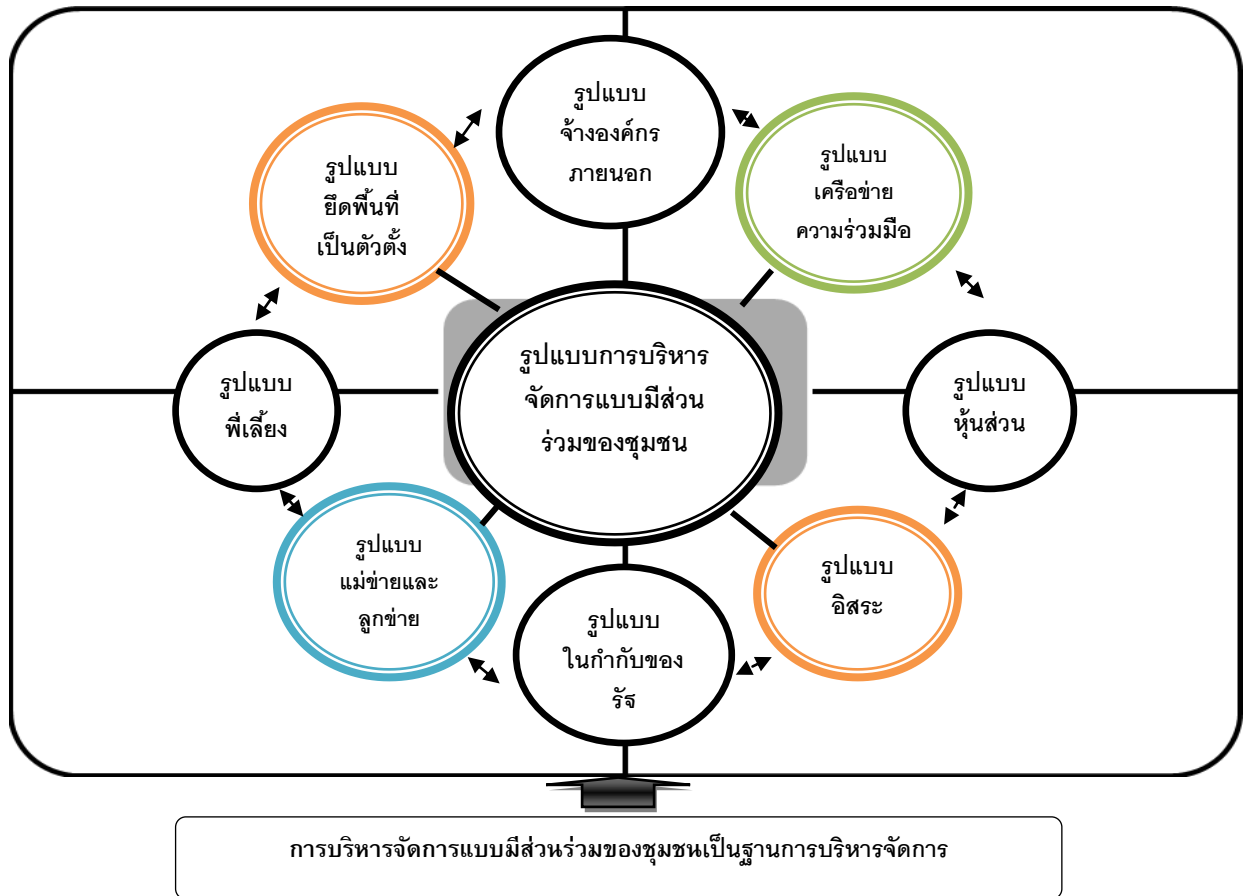 รูปแบบ
จ้างองค์กร
ภายนอก
รูปแบบ
เครือข่าย
ความร่วมมือ
รูปแบบ
ยึดพื้นที่
เป็นตัวตั้ง
รูปแบบการบริหาร
จัดการแบบมีส่วน
ร่วมของชุมชน
รูปแบบ
พี่เลี้ยง
รูปแบบ
หุ้นส่วน
รูปแบบ
แม่ข่ายและ
ลูกข่าย
รูปแบบ
อิสระ
รูปแบบ
ในกำกับของ
รัจ
การบริหารจัดการแบบมีส่วนร่วมของชุมชนเป็นฐานการบริหารจัดการ